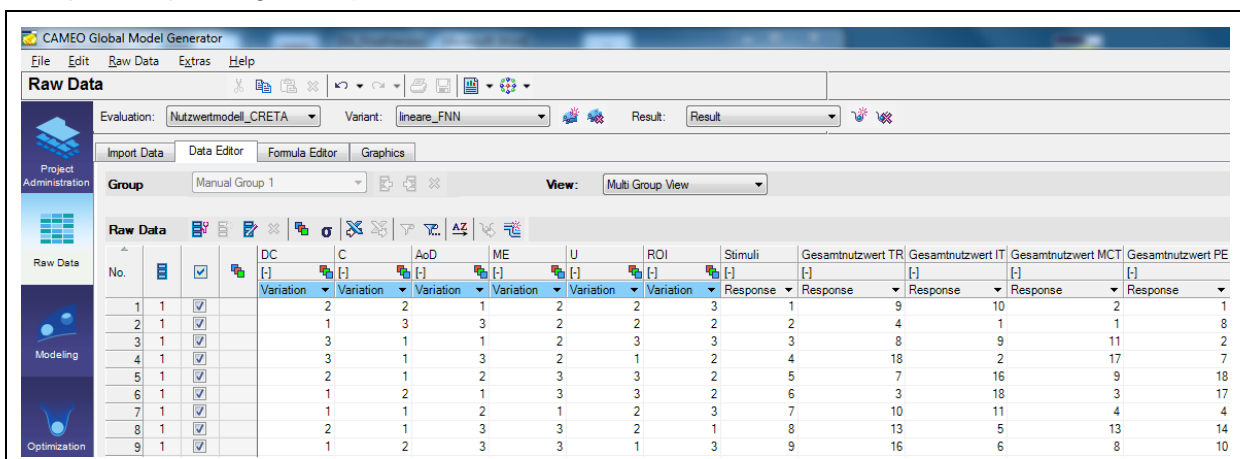 CAMEO Global Model Generator
File Edit Raw Data Extras Help
Raw Data
Evaluation: Nutzwertmodell_CRETA Variant: lineare_FNN Result: Result
Import Data Data Editor Formula Editor Graphics
Project Administration
Group Manual Group 1 View: Multi Group View
Raw Data
Raw Data
No. DC C AoD ME U ROI Stimuli Gesamtnutzwert TR Gesamtnutzwert IT Gesamtnutzwert MCT Gesamtnutzwert PE
[-] [-] [-] [-] [-] [-] [-] [-] [-] [-] [-]
Variation Variation Variation Variation Variation Variation Response Response Response Response Response
1 1 2 2 1 2 2 3 1 9 10 2 1
2 1 1 3 3 2 2 2 2 4 1 1 8
3 1 3 1 1 2 3 3 3 8 9 11 2
4 1 3 1 3 2 1 2 4 18 2 17 7
5 1 2 1 2 3 3 2 5 7 16 9 18
6 1 1 2 1 3 3 2 6 3 18 3 17
7 1 1 1 2 1 2 3 7 10 11 4 4
8 1 2 1 3 3 2 1 8 13 5 13 14
9 1 1 2 3 3 1 3 9 16 6 8 10
Modeling
Optimization